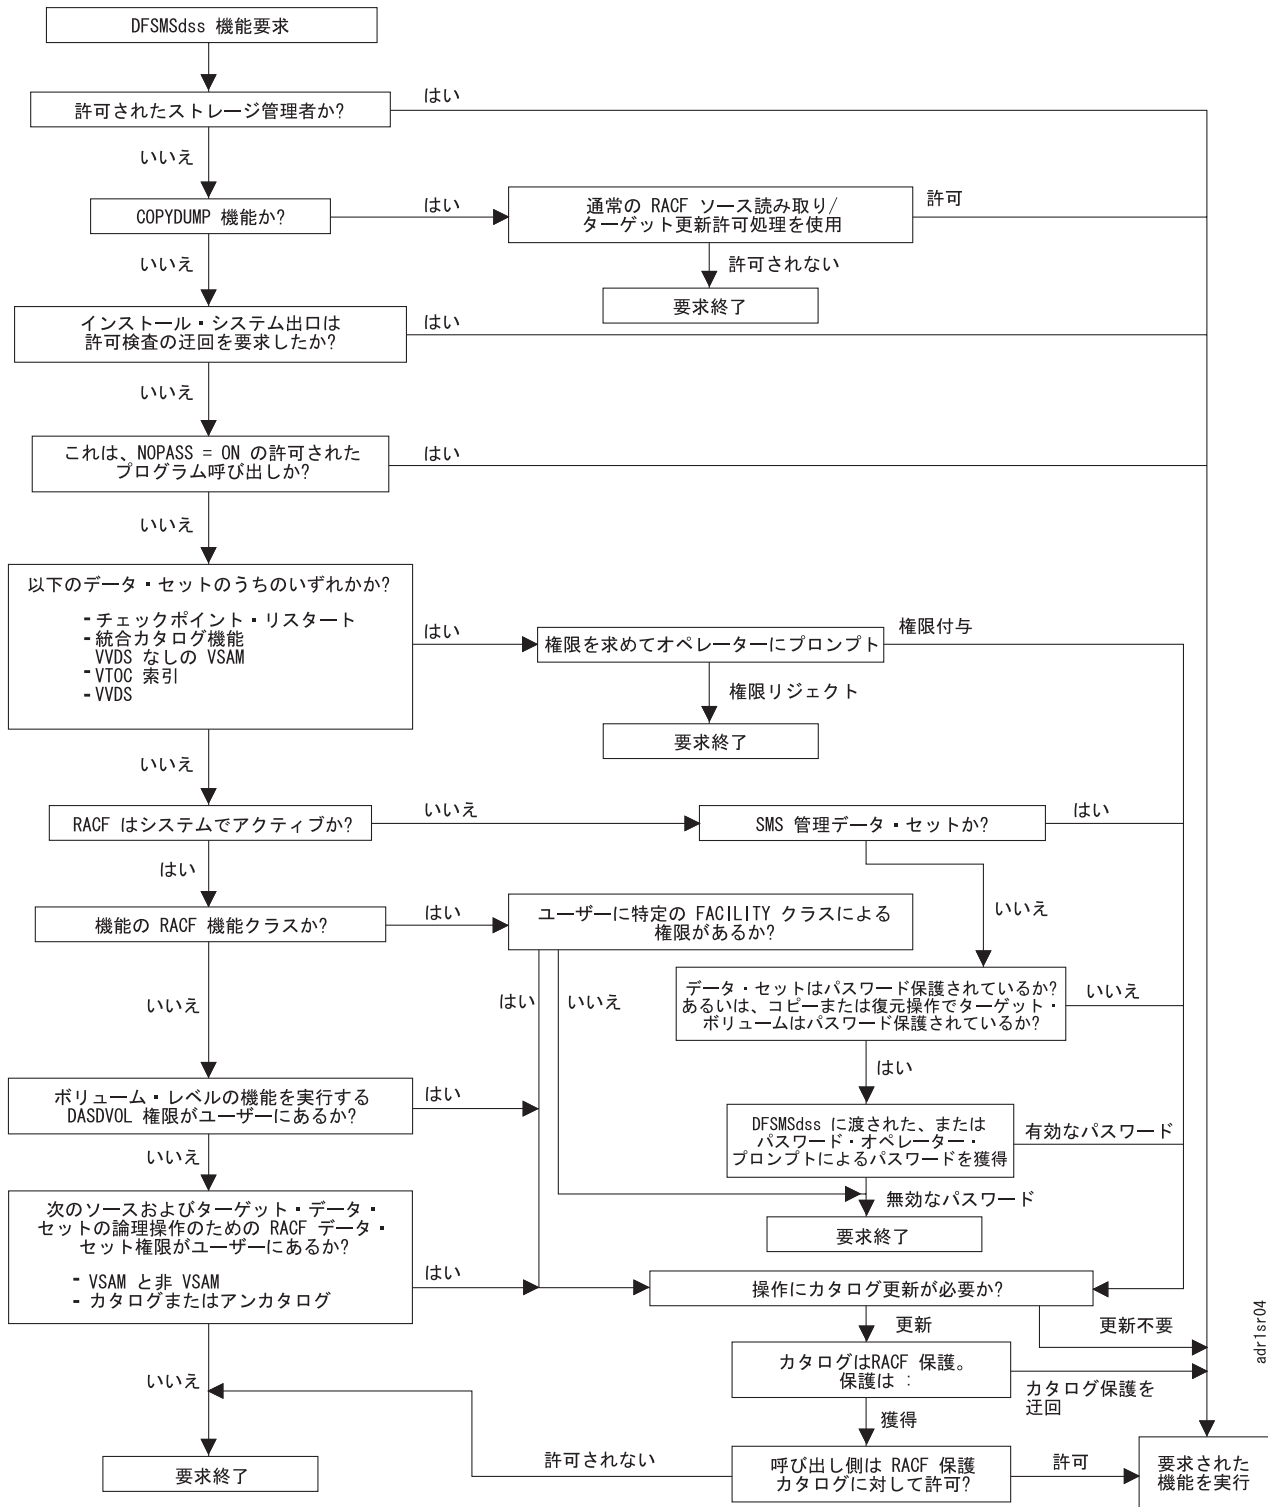 DFSMSdss 機能要求
許可されたストレージ管理者か?
はい
いいえ
COPYDUMP 機能か?
はい
通常の RACF ソース読み取り/
ターゲット更新許可処理を使用
許可
いいえ
許可されない
要求終了
インストール・システム出口は
許可検査の迂回を要求したか?
はい
いいえ
これは、NOPASS = ON の許可された
プログラム呼び出しか?
はい
いいえ
以下のデータ・セットのうちのいずれかか?
- チェックポイント・リスタート
- 統合カタログ機能
VVDS なしの VSAM
- VTOC 索引
- VVDS
はい
権限を求めてオペレーターにプロンプト
権限付与
権限リジェクト
要求終了
いいえ
RACF はシステムでアクティブか?
いいえ
SMS 管理データ・セットか?
はい
はい
いいえ
機能の RACF 機能クラスか?
はい
ユーザーに特定の FACILITY クラスによる
権限があるか?
いいえ
はい
いいえ
データ・セットはパスワード保護されているか?
あるいは、コピーまたは復元操作でターゲット・
ボリュームはパスワード保護されているか?
いいえ
はい
ボリューム・レベルの機能を実行する
DASDVOL 権限がユーザーにあるか?
はい
DFSMSdss に渡された、または
パスワード・オペレーター・
プロンプトによるパスワードを獲得
有効なパスワード
いいえ
無効なパスワード
要求終了
次のソースおよびターゲット・データ・
セットの論理操作のための RACF データ・
セット権限がユーザーにあるか?
- VSAM と非 VSAM
- カタログまたはアンカタログ
はい
操作にカタログ更新が必要か?
更新
更新不要
カタログはRACF 保護。
保護は :
カタログ保護を
迂回
いいえ
獲得
許可されない
呼び出し側は RACF 保護
カタログに対して許可?
許可
要求された
機能を実行
要求終了
adr1sr04